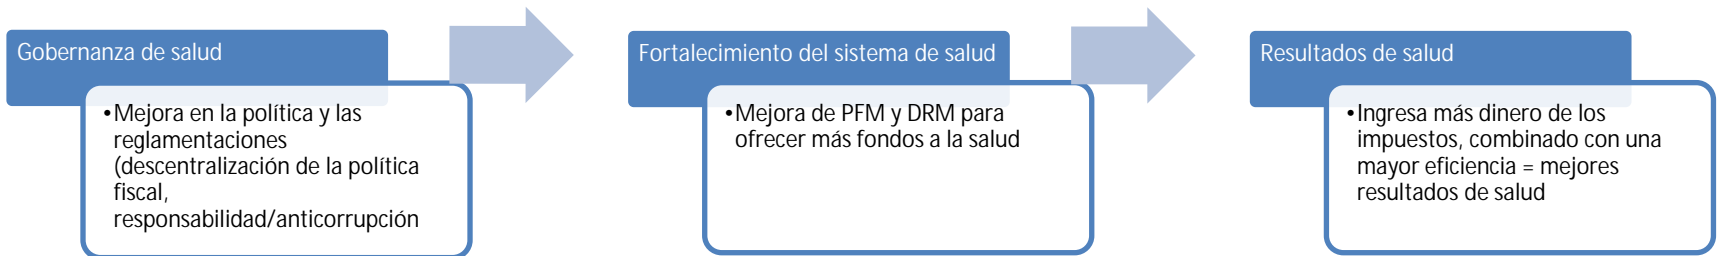 Gobernanza de salud
•Mejora en la política y las
reglamentaciones
(descentralización de la política
fiscal,
responsabilidad/anticorrupción
Fortalecimiento del sistema de salud
•Mejora de PFM y DRM para
ofrecer más fondos a la salud
Resultados de salud
•Ingresa más dinero de los
impuestos, combinado con una
mayor eficiencia = mejores
resultados de salud